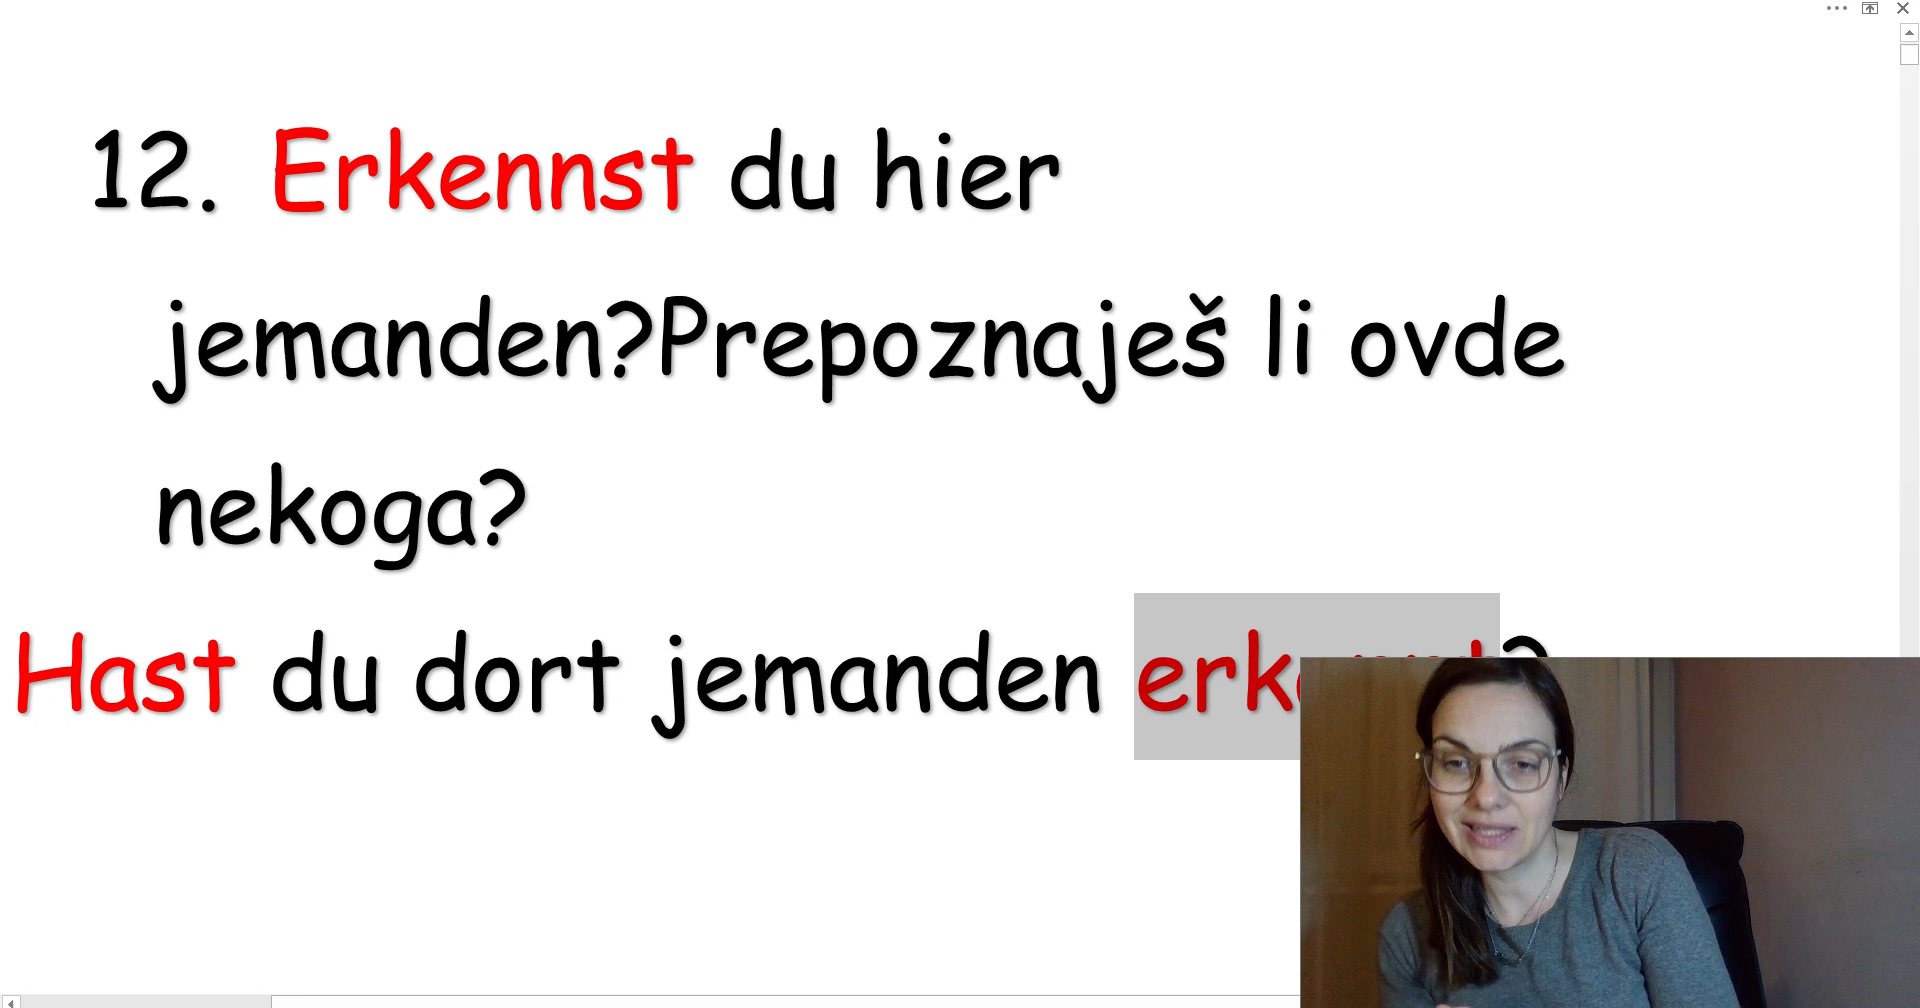 12. Erkennst du hier
jemanden?Prepoznaješ li ovde
nekoga?
Hast du dort jemanden